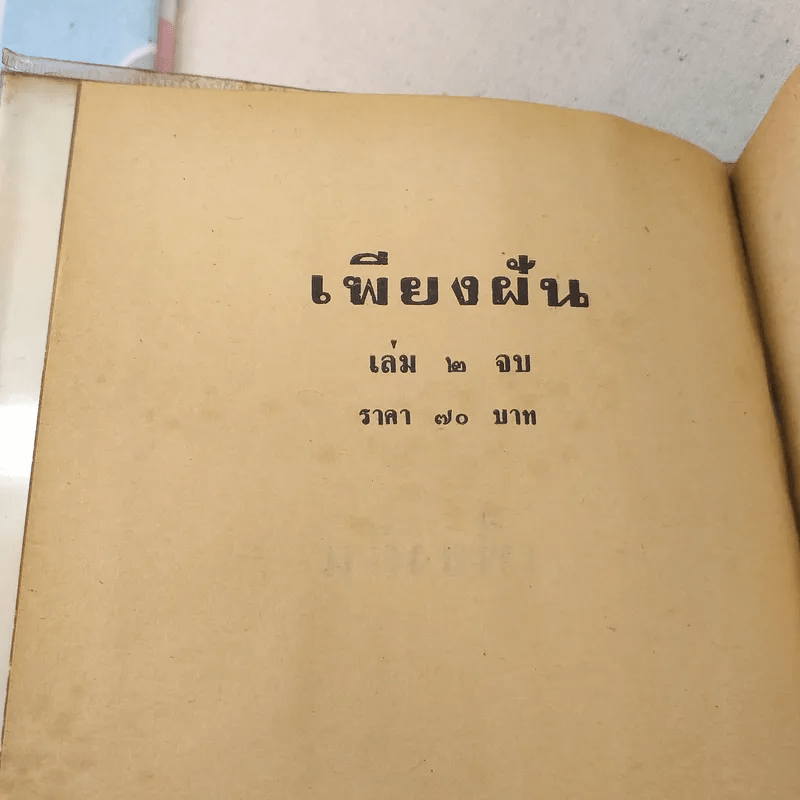 เพียงฝัน
เล่ม ๒ จบ
ราคา ๗๐ บาท